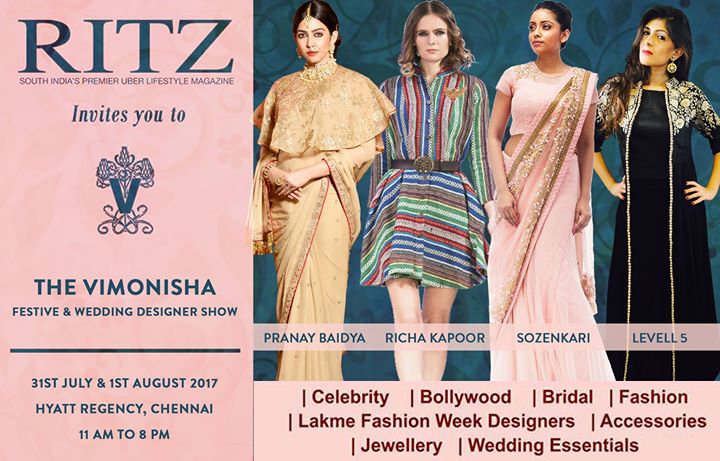 RITZ
SOUTH INDIA'S PREMIER UBER LIFESTYLE MAGAZINE
Invites you to
V
THE VIMONISHA
FESTIVE & WEDDING DESIGNER SHOW
31ST JULY & 1ST AUGUST 2017
HYATT REGENCY, CHENNAI
11 AM TO 8 PM
PRANAY BAIDYA RICHA KAPOOR SOZENKARI LEVELL 5
| Celebrity | Bollywood | Bridal | Fashion
| Lakme Fashion Week Designers | Accessories
| Jewellery | Wedding Essentials